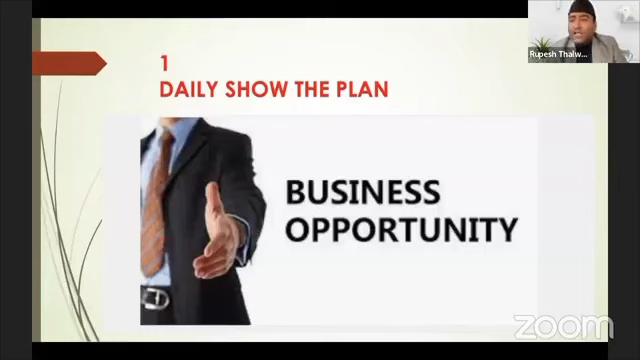 1
DAILY SHOW THE PLAN
BUSINESS
OPPORTUNITY
Rupesh Thalw...
zoom